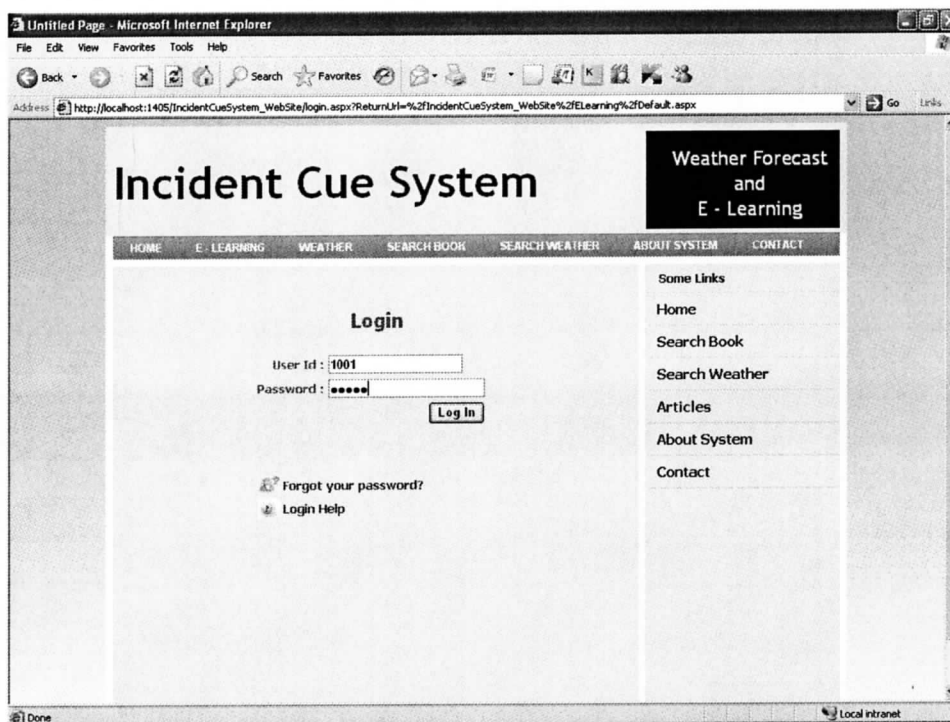 Untitled Page - Microsoft Internet Explorer
File Edit View Favorites Tools Help
Back Search Favorites
Address http://localhost:1405/IncidentCueSystem_WebSite/login.aspx?ReturnUrl=%2fIncidentCueSystem_WebSite%2fELearning%2fDefault.aspx Go Links
Incident Cue System
Weather Forecast
and
E - Learning
HOME E - LEARNING WEATHER SEARCH BOOK SEARCH WEATHER ABOUT SYSTEM CONTACT
Login
User Id : 1001
Password : •••••
Log In
Forgot your password?
Login Help
Some Links
Home
Search Book
Search Weather
Articles
About System
Contact
Done Local intranet